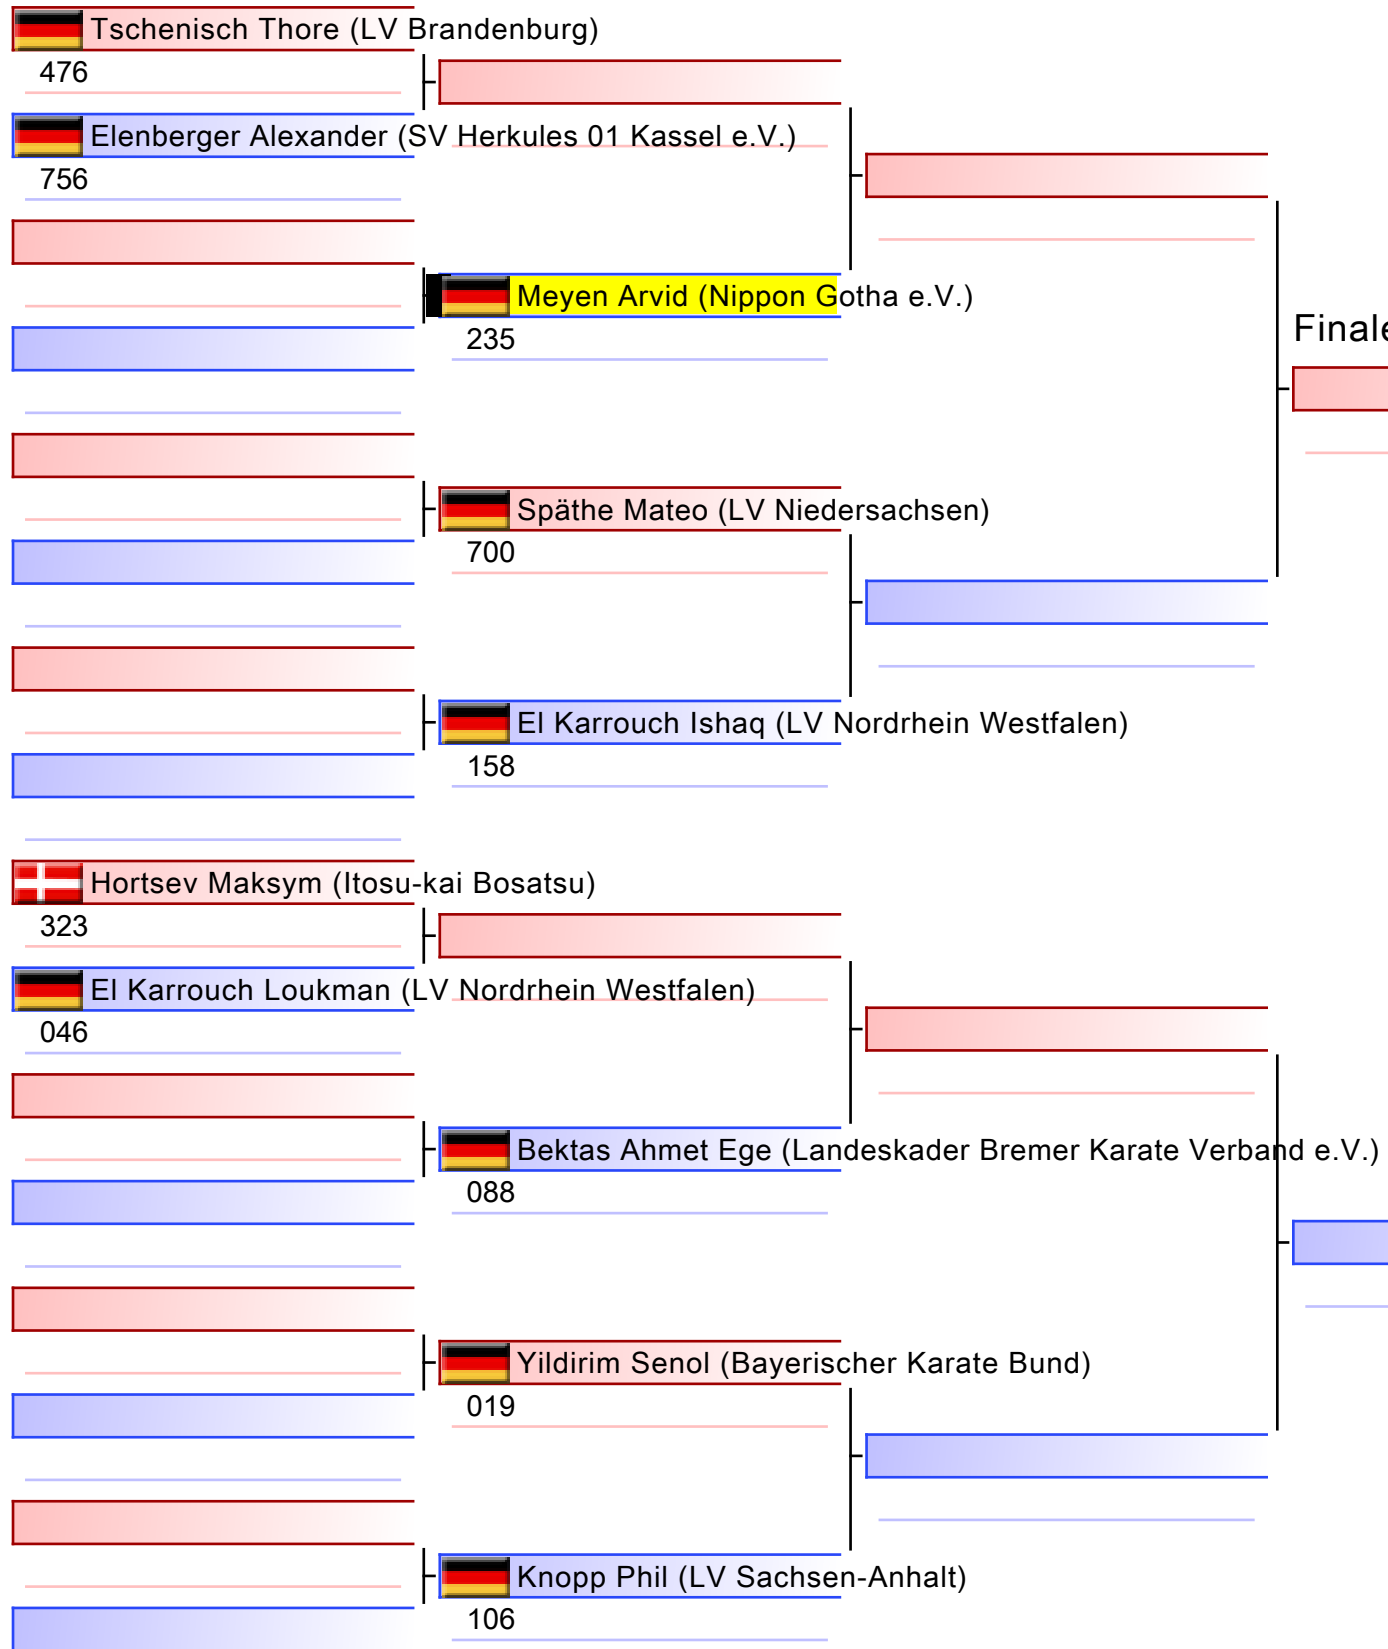 Tschenisch Thore (LV Brandenburg)
476
Elenberger Alexander (SV Herkules 01 Kassel e.V.)
756
Meyen Arvid (Nippon Gotha e.V.)
235
Finale
Späthe Mateo (LV Niedersachsen)
700
El Karrouch Ishaq (LV Nordrhein Westfalen)
158
Hortsev Maksym (Itosu-kai Bosatsu)
323
El Karrouch Loukman (LV Nordrhein Westfalen)
046
Bektas Ahmet Ege (Landeskader Bremer Karate Verband e.V.)
088
Yildirim Senol (Bayerischer Karate Bund)
019
Knopp Phil (LV Sachsen-Anhalt)
106